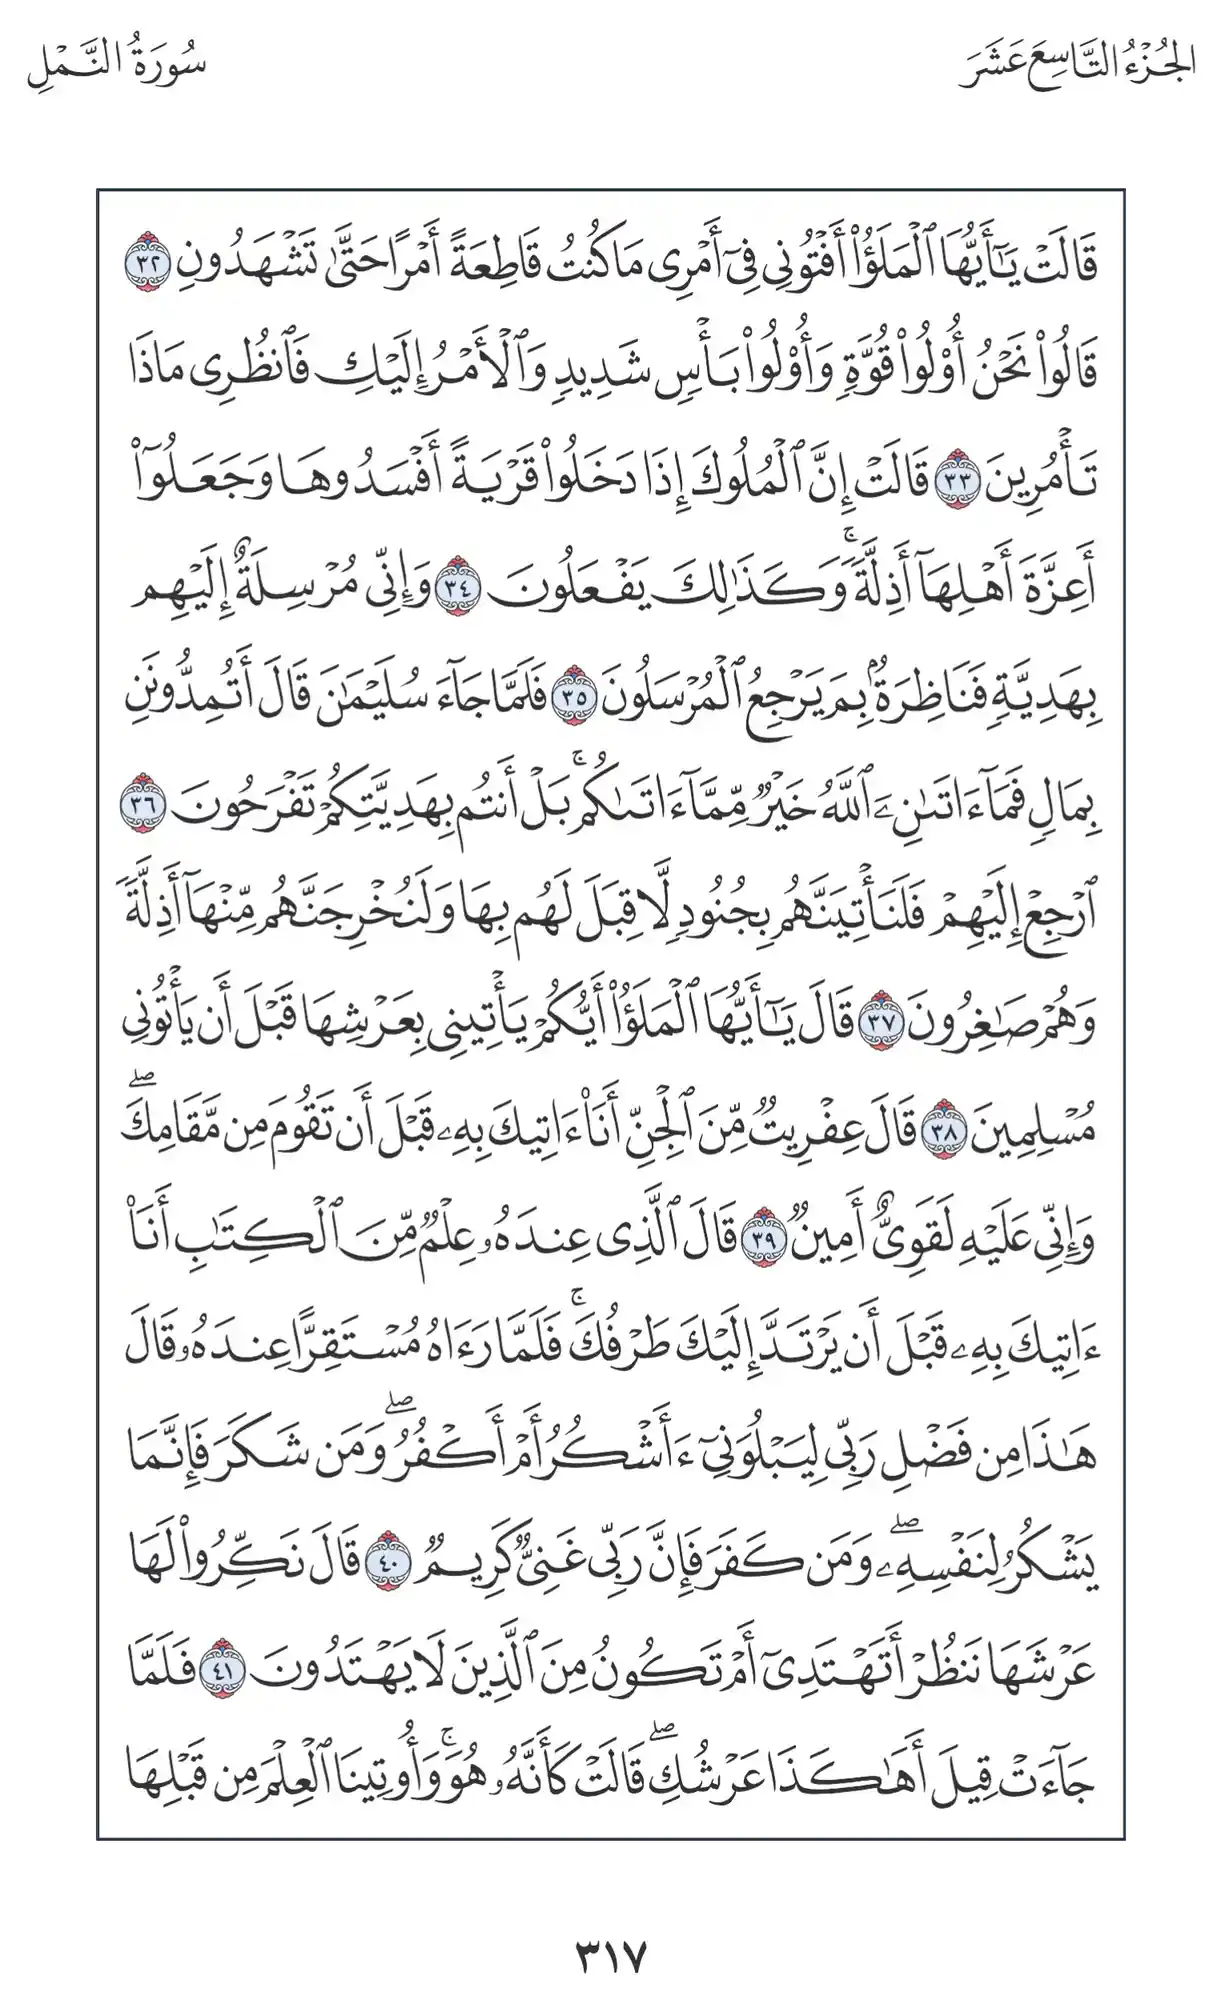 الجُزْءُ التَّاسِعَ عَشَرَ
سُورَةُ النَّمْلِ
قَالَتْ يَٰٓأَيُّهَا ٱلْمَلَؤُا۟ أَفْتُونِى فِىٓ أَمْرِى مَا كُنتُ قَاطِعَةً أَمْرًا حَتَّىٰ تَشْهَدُونِ ٣٢
قَالُوا۟ نَحْنُ أُو۟لُوا۟ قُوَّةٍ وَأُو۟لُوا۟ بَأْسٍ شَدِيدٍ وَٱلْأَمْرُ إِلَيْكِ فَٱنظُرِى مَاذَا
تَأْمُرِينَ ٣٣ قَالَتْ إِنَّ ٱلْمُلُوكَ إِذَا دَخَلُوا۟ قَرْيَةً أَفْسَدُوهَا وَجَعَلُوٓا۟
أَعِزَّةَ أَهْلِهَآ أَذِلَّةً ۚ وَكَذَٰلِكَ يَفْعَلُونَ ٣٤ وَإِنِّى مُرْسِلَةٌ إِلَيْهِم
بِهَدِيَّةٍ فَنَاظِرَةٌۢ بِمَ يَرْجِعُ ٱلْمُرْسَلُونَ ٣٥ فَلَمَّا جَآءَ سُلَيْمَٰنَ قَالَ أَتُمِدُّونَنِ
بِمَالٍ فَمَآ ءَاتَىٰنِۦَ ٱللَّهُ خَيْرٌ مِّمَّآ ءَاتَىٰكُم ۚ بَلْ أَنتُم بِهَدِيَّتِكُمْ تَفْرَحُونَ ٣٦
ٱرْجِعْ إِلَيْهِمْ فَلَنَأْتِيَنَّهُم بِجُنُودٍ لَّا قِبَلَ لَهُم بِهَا وَلَنُخْرِجَنَّهُم مِّنْهَآ أَذِلَّةً
وَهُمْ صَٰغِرُونَ ٣٧ قَالَ يَٰٓأَيُّهَا ٱلْمَلَؤُا۟ أَيُّكُمْ يَأْتِينِى بِعَرْشِهَا قَبْلَ أَن يَأْتُونِى
مُسْلِمِينَ ٣٨ قَالَ عِفْرِيتٌ مِّنَ ٱلْجِنِّ أَنَا۠ ءَاتِيكَ بِهِۦ قَبْلَ أَن تَقُومَ مِن مَّقَامِكَ ۖ
وَإِنِّى عَلَيْهِ لَقَوِىٌّ أَمِينٌ ٣٩ قَالَ ٱلَّذِى عِندَهُۥ عِلْمٌ مِّنَ ٱلْكِتَٰبِ أَنَا۠
ءَاتِيكَ بِهِۦ قَبْلَ أَن يَرْتَدَّ إِلَيْكَ طَرْفُكَ ۚ فَلَمَّا رَءَاهُ مُسْتَقِرًّا عِندَهُۥ قَالَ
هَٰذَا مِن فَضْلِ رَبِّى لِيَبْلُوَنِىٓ ءَأَشْكُرُ أَمْ أَكْفُرُ ۖ وَمَن شَكَرَ فَإِنَّمَا
يَشْكُرُ لِنَفْسِهِۦ ۖ وَمَن كَفَرَ فَإِنَّ رَبِّى غَنِىٌّ كَرِيمٌ ٤٠ قَالَ نَكِّرُوا۟ لَهَا
عَرْشَهَا نَنظُرْ أَتَهْتَدِىٓ أَمْ تَكُونُ مِنَ ٱلَّذِينَ لَا يَهْتَدُونَ ٤١ فَلَمَّا
جَآءَتْ قِيلَ أَهَٰكَذَا عَرْشُكِ ۖ قَالَتْ كَأَنَّهُۥ هُوَ ۚ وَأُوتِينَا ٱلْعِلْمَ مِن قَبْلِهَا
٣١٧